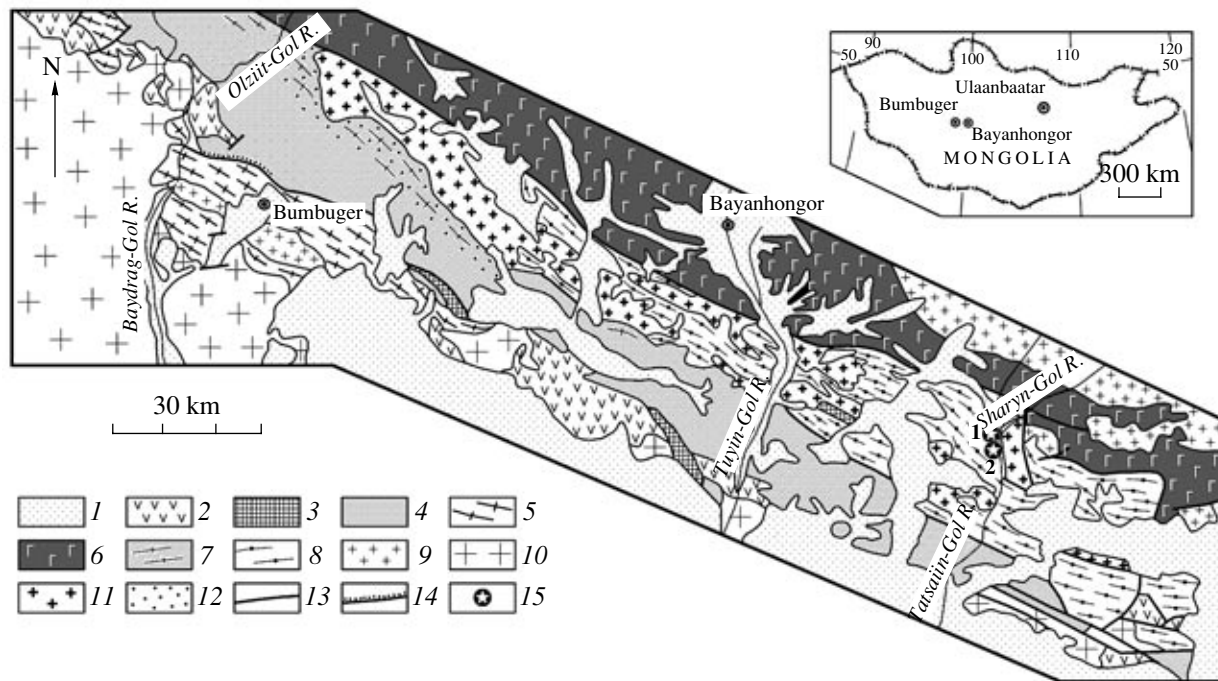 Olziit-Gol R.
N
Baydrag-Gol R.
Bumbuger
Bayanhongor
Tuyin-Gol R.
Sharyn-Gol R.
1
2
Tatsaiin-Gol R.
90
100
110
120
50
50
Ulaanbaatar
Bumbuger
Bayanhongor
MONGOLIA
300 km
30 km
1 2 3 4 5
6 7 8 9 10
11 12 13 14 15